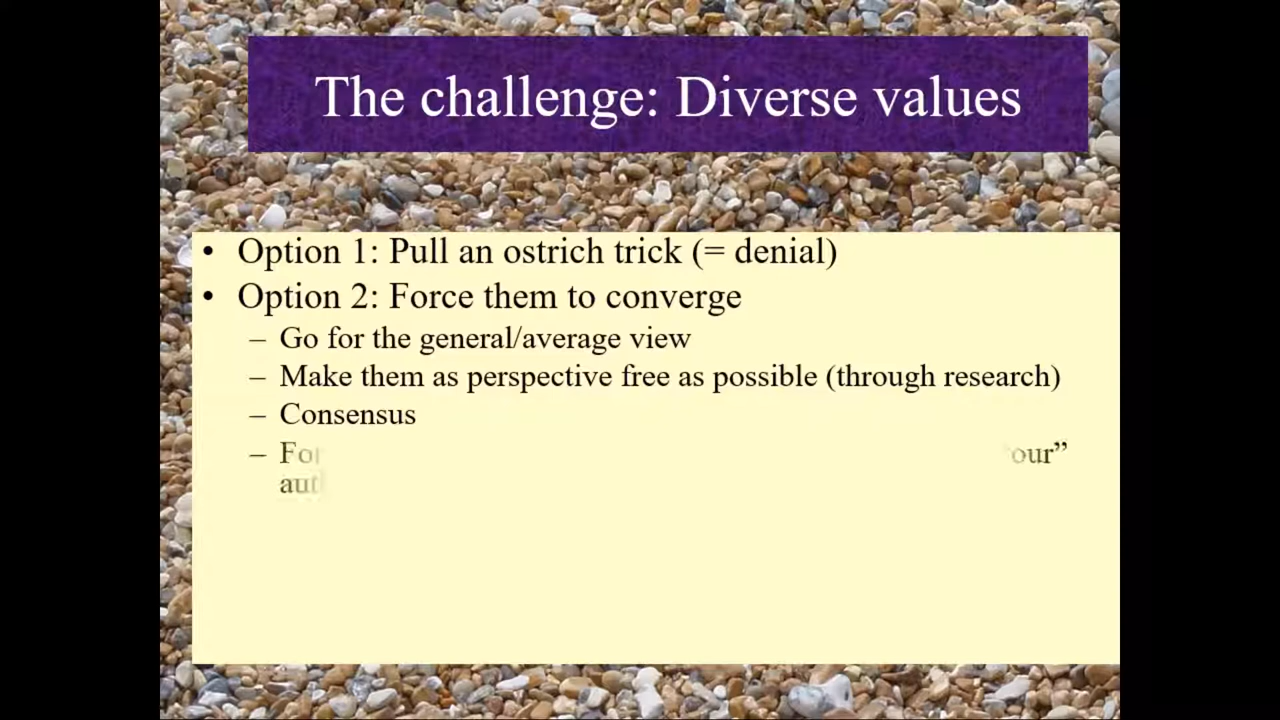 The challenge: Diverse values
• Option 1: Pull an ostrich trick (= denial)
• Option 2: Force them to converge
– Go for the general/average view
– Make them as perspective free as possible (through research)
– Consensus
– our”